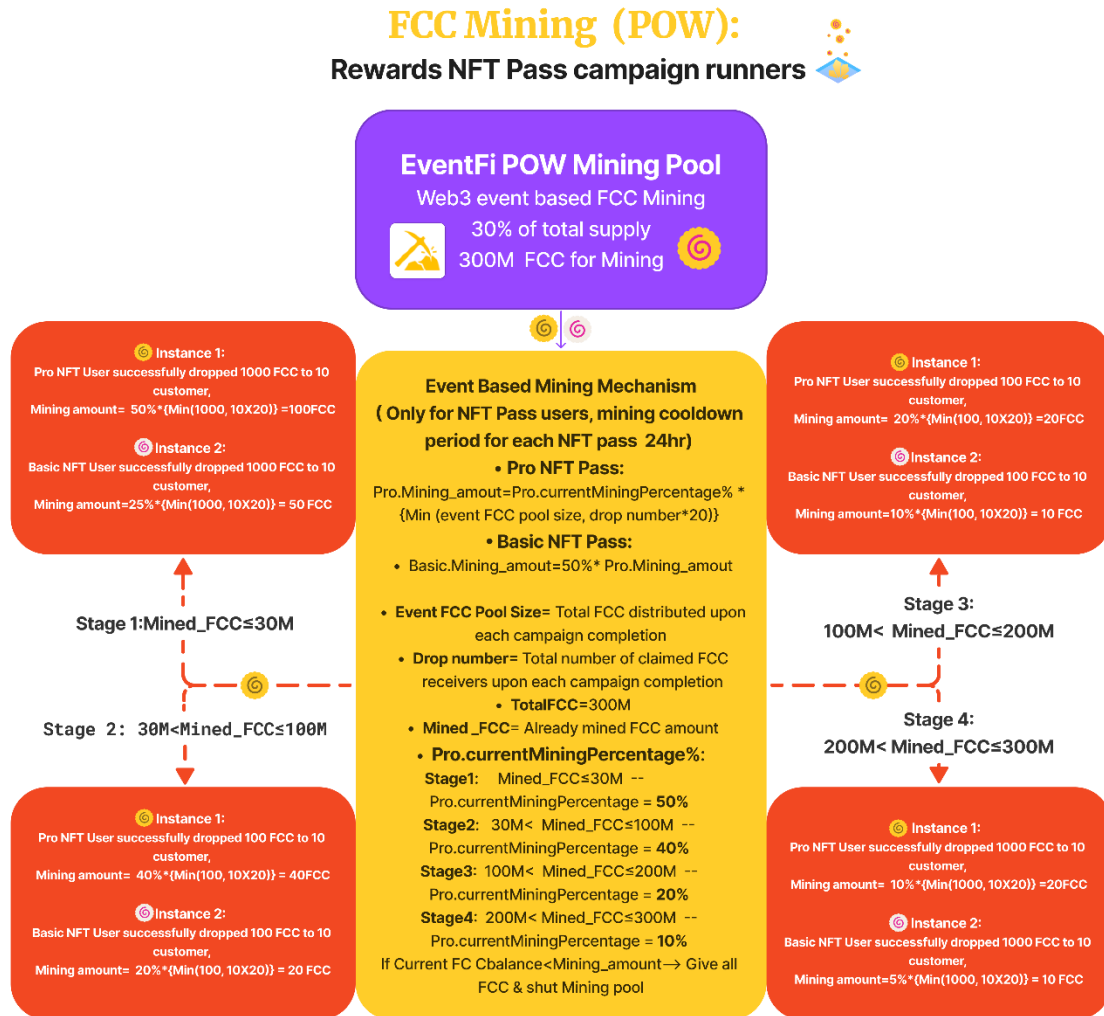 FCC Mining (POW):
Rewards NFT Pass campaign runners
EventFi POW Mining Pool
Web3 event based FCC Mining
30% of total supply
300M FCC for Mining
Instance 1:
Pro NFT User successfully dropped 1000 FCC to 10
customer,
Mining amount= 50%*{Min(1000, 10X20)} =100FCC
Instance 2:
Basic NFT User successfully dropped 1000 FCC to 10
customer,
Mining amount=25%*{Min(1000, 10X20)} = 50 FCC
Stage 1:Mined_FCC≤30M
Stage 2: 30M<Mined_FCC≤100M
Instance 1:
Pro NFT User successfully dropped 100 FCC to 10
customer,
Mining amount= 40%*{Min(100, 10X20)} = 40FCC
Instance 2:
Basic NFT User successfully dropped 100 FCC to 10
customer,
Mining amount= 20%*{Min(100, 10X20)} = 20 FCC
Event Based Mining Mechanism
( Only for NFT Pass users, mining cooldown
period for each NFT pass 24hr)
• Pro NFT Pass:
Pro.Mining_amout=Pro.currentMiningPercentage% *
{Min (event FCC pool size, drop number*20)}
• Basic NFT Pass:
• Basic.Mining_amout=50%* Pro.Mining_amout
• Event FCC Pool Size= Total FCC distributed upon
each campaign completion
• Drop number= Total number of claimed FCC
receivers upon each campaign completion
• TotalFCC=300M
• Mined _FCC= Already mined FCC amount
• Pro.currentMiningPercentage%:
Stage1: Mined_FCC≤30M --
Pro.currentMiningPercentage = 50%
Stage2: 30M< Mined_FCC≤100M --
Pro.currentMiningPercentage = 40%
Stage3: 100M< Mined_FCC≤200M --
Pro.currentMiningPercentage = 20%
Stage4: 200M< Mined_FCC≤300M --
Pro.currentMiningPercentage = 10%
If Current FC Cbalance<Mining_amount—> Give all
FCC & shut Mining pool
Instance 1:
Pro NFT User successfully dropped 100 FCC to 10
customer,
Mining amount= 20%*{Min(100, 10X20)} =20FCC
Instance 2:
Basic NFT User successfully dropped 100 FCC to 10
customer,
Mining amount=10%*{Min(100, 10X20)} = 10 FCC
Stage 3:
100M< Mined_FCC≤200M
Stage 4:
200M< Mined_FCC≤300M
Instance 1:
Pro NFT User successfully dropped 1000 FCC to 10
customer,
Mining amount= 10%*{Min(1000, 10X20)} =20FCC
Instance 2:
Basic NFT User successfully dropped 1000 FCC to 10
customer,
Mining amount=5%*{Min(1000, 10X20)} = 10 FCC